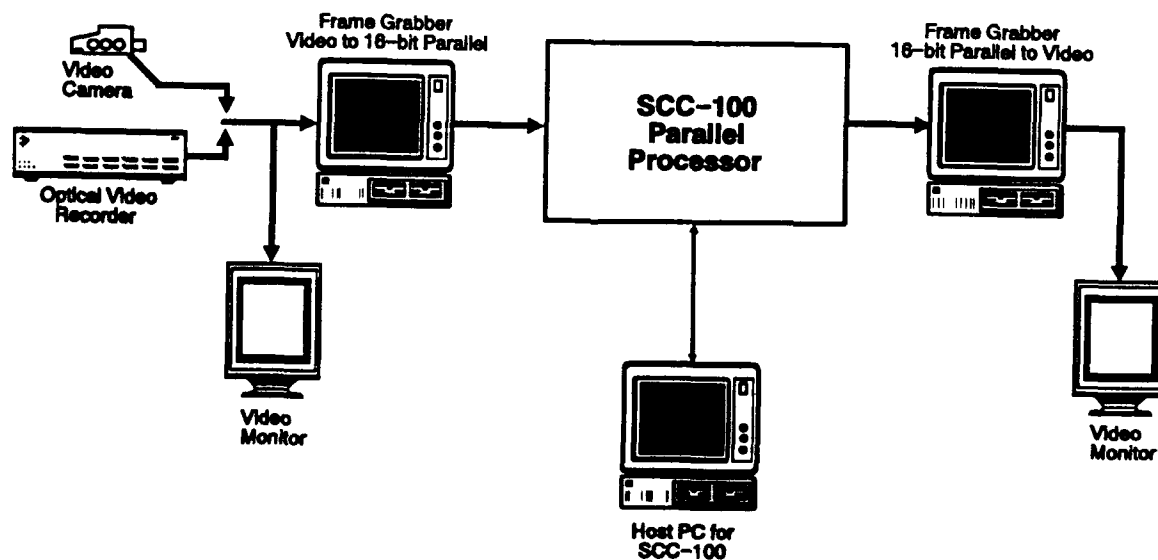 Frame Grabber
Video to 16-bit Parallel
Video
Camera
Optical Video
Recorder
Video
Monitor
SCC-100
Parallel
Processor
Host PC for
SCC-100
Frame Grabber
16-bit Parallel to Video
Video
Monitor